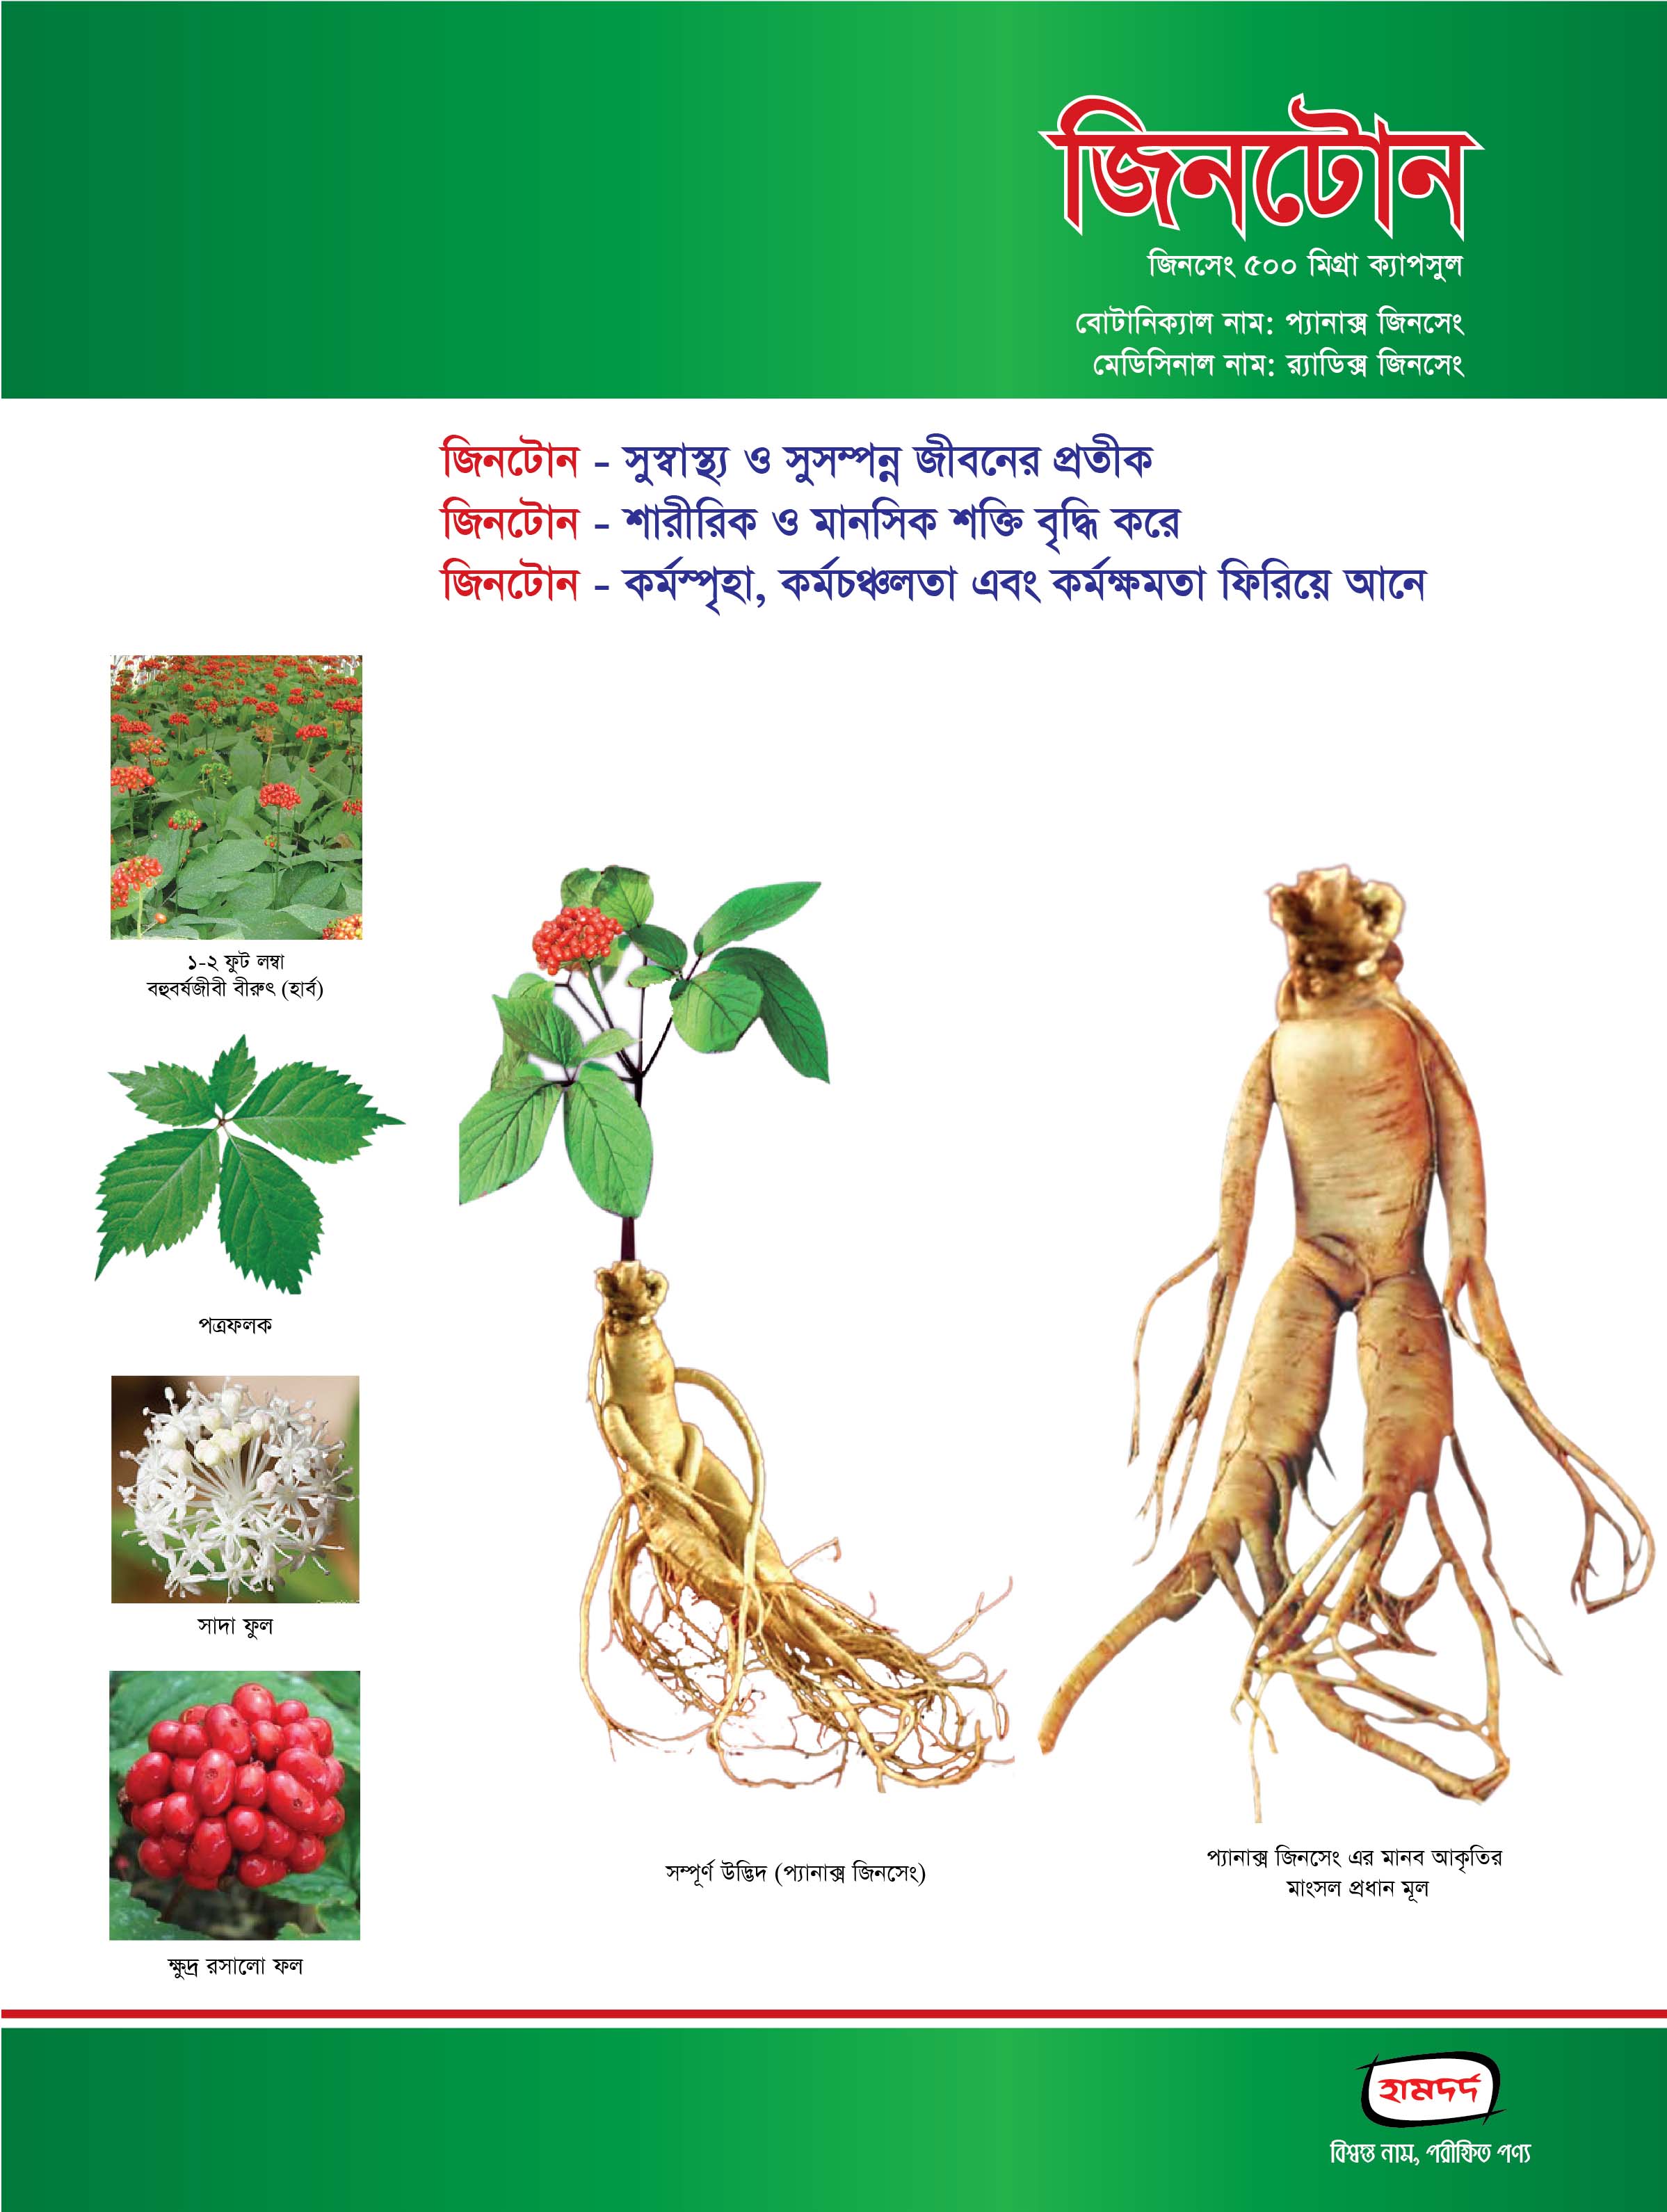 জিনটোন
জিনসেং ৫০০ মিগ্রা ক্যাপসুল
বোটানিক্যাল নাম: প্যানাক্স জিনসেং
মেডিসিনাল নাম: র‍্যাডিক্স জিনসেং
জিনটোন - সুস্বাস্থ্য ও সুসম্পন্ন জীবনের প্রতীক
জিনটোন - শারীরিক ও মানসিক শক্তি বৃদ্ধি করে
জিনটোন - কর্মস্পৃহা, কর্মচঞ্চলতা এবং কর্মক্ষমতা ফিরিয়ে আনে
১-২ ফুট লম্বা
বহুবর্ষজীবী বীরুৎ (হার্ব)
পত্রফলক
সাদা ফুল
ক্ষুদ্র রসালো ফল
সম্পূর্ণ উদ্ভিদ (প্যানাক্স জিনসেং)
প্যানাক্স জিনসেং এর মানব আকৃতির
মাংসল প্রধান মূল
হামদর্দ
বিশ্বস্ত নাম, পরীক্ষিত পণ্য